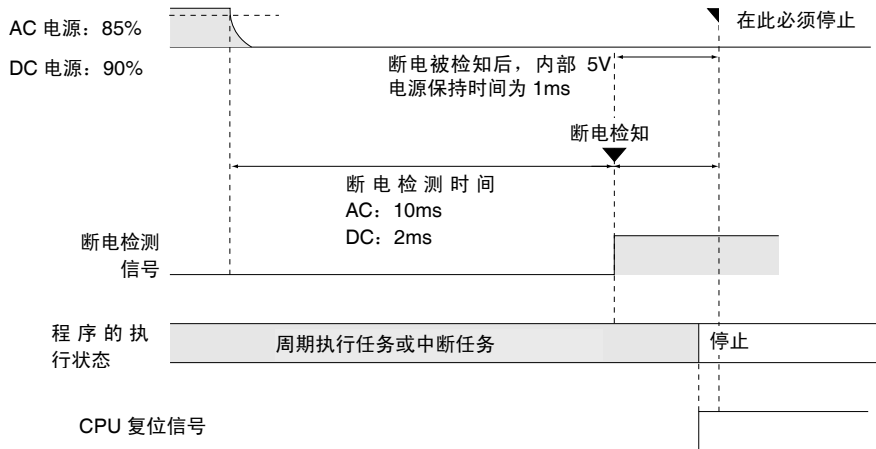 AC 电源：85%
DC 电源：90%
在此必须停止
断电被检知后，内部 5V
电源保持时间为 1ms
断电检知
断电检测时间
AC：10ms
DC：2ms
断电检测
信号
程序的执
行状态
周期执行任务或中断任务
停止
CPU 复位信号